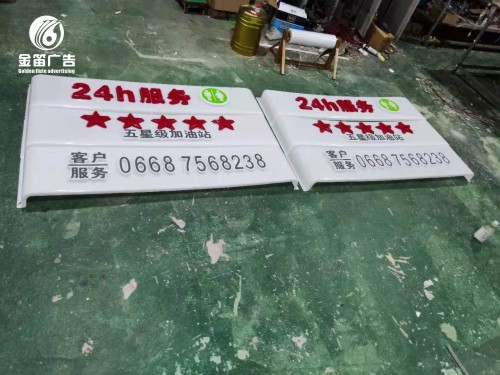 金笛广告
Golden flute advertising
24h服务
五星级加油站
客户
服务
0668 7568238
24h服务
五星级加油站
客户
服务
0668 7568238